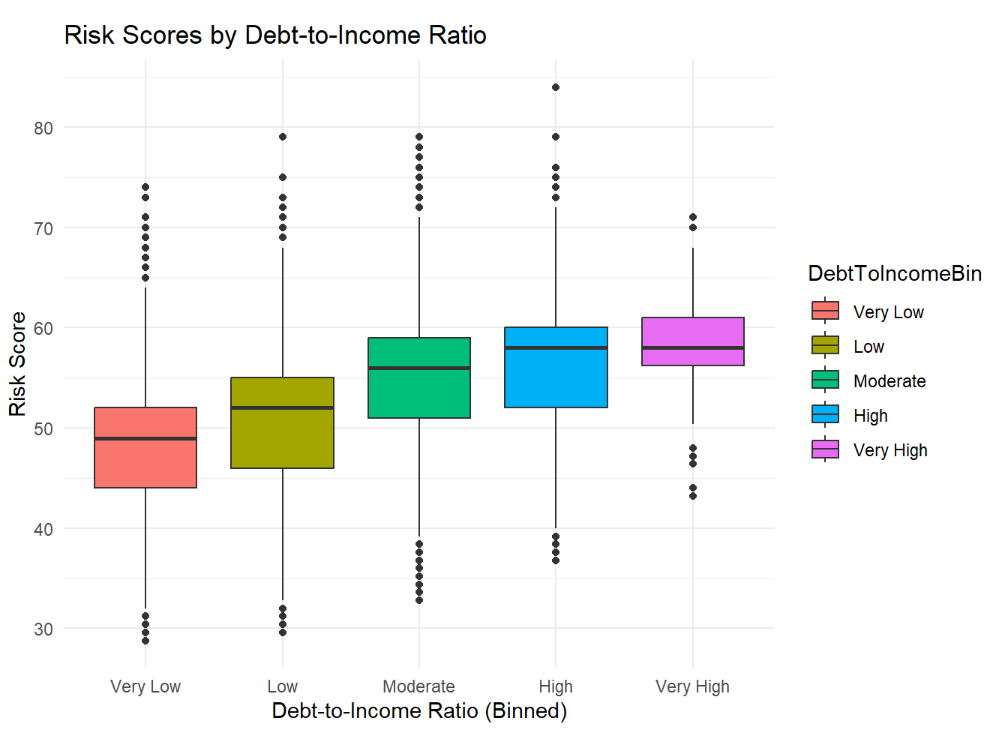 Risk Scores by Debt-to-Income Ratio
Risk Score
80
70
60
50
40
30
Very Low
Low
Moderate
High
Very High
Debt-to-Income Ratio (Binned)
DebtToIncomeBin
Very Low
Low
Moderate
High
Very High